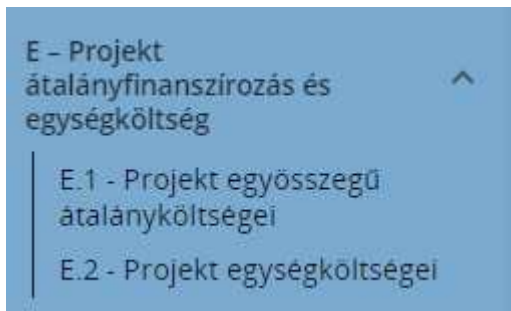 E – Projekt
átalányfinanszírozás és
egységköltség
E.1 - Projekt egyösszegű
átalányköltségei
E.2 - Projekt egységköltségei